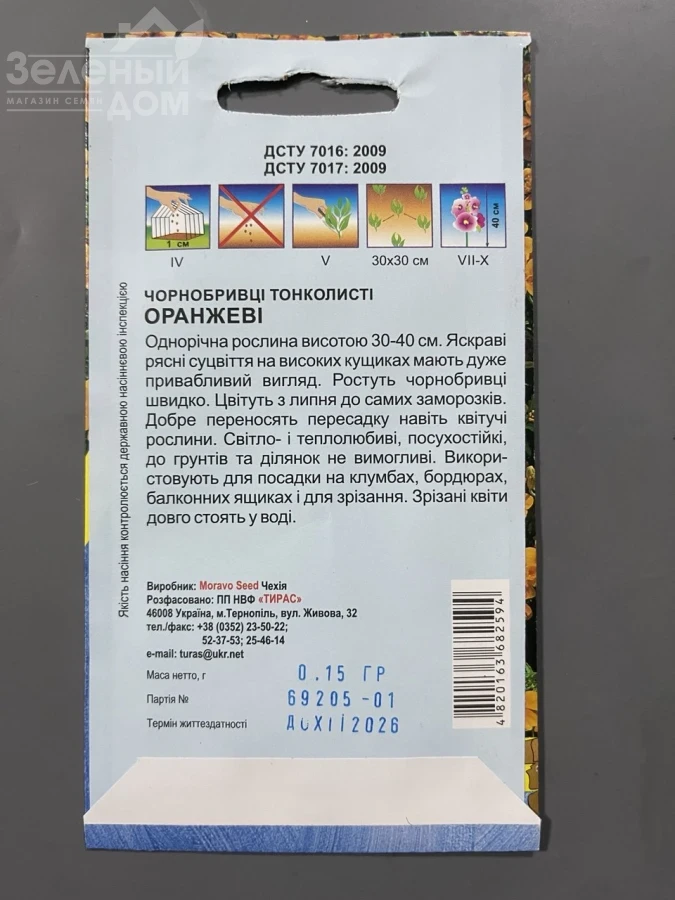 Зеленый
МАГАЗИН СЕМЯН
ДОМ
ДСТУ 7016: 2009
ДСТУ 7017: 2009
1 см
40 см
IV
V
30х30 см
VII-X
ЧОРНОБРИВЦІ ТОНКОЛИСТІ
ОРАНЖЕВІ
Однорічна рослина висотою 30-40 см. Яскраві
рясні суцвіття на високих кущиках мають дуже
привабливий вигляд. Ростуть чорнобривці
швидко. Цвітуть з липня до самих заморозків.
Добре переносять пересадку навіть квітучі
рослини. Світло- і теплолюбиві, посухостійкі,
до грунтів та ділянок не вимогливі. Викори-
стовують для посадки на клумбах, бордюрах,
балконних ящиках і для зрізання. Зрізані квіти
довго стоять у воді.
Якість насіння контролюється державною насіннєвою інспекцією
Виробник: Moravo Seed Чехія
Розфасовано: ПП НВФ «ТИРАС»
46008 Україна, м.Тернопіль, вул. Живова, 32
тел./факс: +38 (0352) 23-50-22;
52-37-53; 25-46-14
e-mail: turas@ukr.net
Маса нетто, г 0.15 ГР
Партія № 69205-01
Термін життєздатності ДОXII2026
4 820163 682594